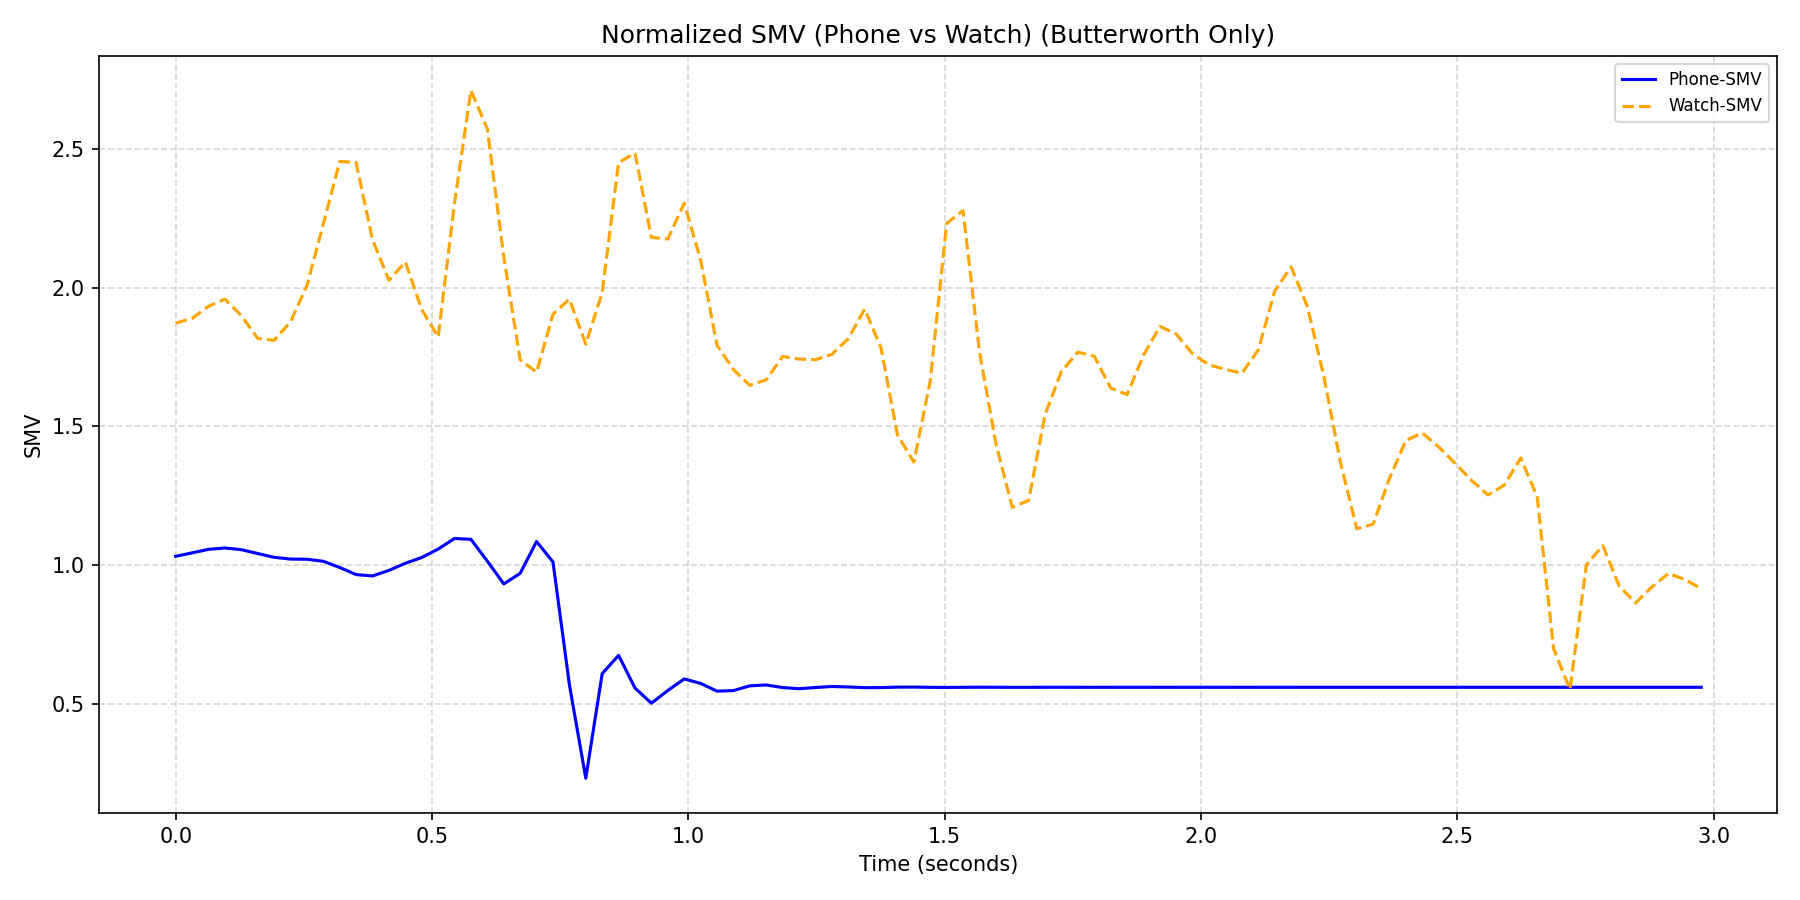 Normalized SMV (Phone vs Watch) (Butterworth Only)
Phone-SMV
Watch-SMV
SMV
2.5
2.0
1.5
1.0
0.5
0.0 0.5 1.0 1.5 2.0 2.5 3.0
Time (seconds)